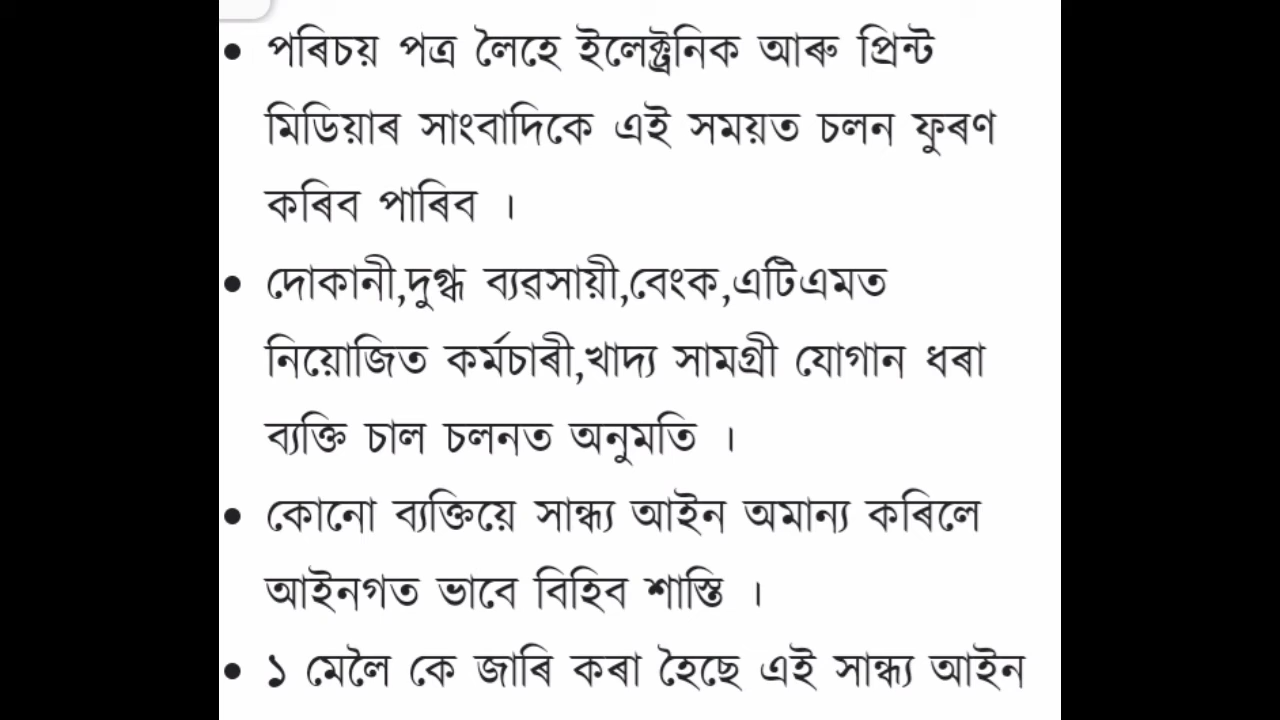 • পৰিচয় পত্ৰ লৈহে ইলেক্ট্ৰনিক আৰু প্ৰিন্ট
মিডিয়াৰ সাংবাদিকে এই সময়ত চলন ফুৰণ
কৰিব পাৰিব ।
• দোকানী,দুগ্ধ ব্যৱসায়ী,বেংক,এটিএমত
নিয়োজিত কৰ্মচাৰী,খাদ্য সামগ্ৰী যোগান ধৰা
ব্যক্তি চাল চলনত অনুমতি ।
• কোনো ব্যক্তিয়ে সান্ধ্য আইন অমান্য কৰিলে
আইনগত ভাবে বিহিব শাস্তি ।
• ১ মেলৈ কে জাৰি কৰা হৈছে এই সান্ধ্য আইন